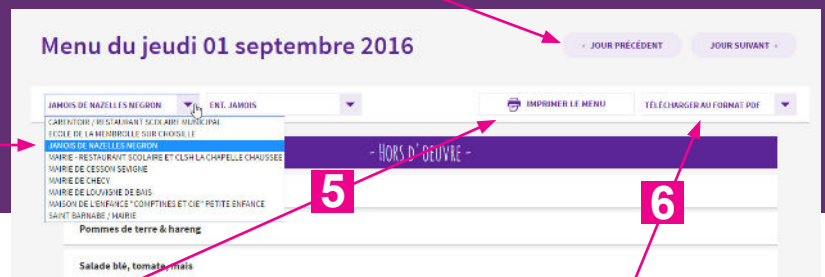 Menu du jeudi 01 septembre 2016
‹ JOUR PRÉCÉDENT
JOUR SUIVANT ›
JAMOIS DE NAZELLES NEGRON
ENT. JAMOIS
IMPRIMER LE MENU
TÉLÉCHARGER AU FORMAT PDF
CARENTOIR / RESTAURANT SCOLAIRE MUNICIPAL
ECOLE DE LA MEMBROLLE SUR CHOISILLE
JAMOIS DE NAZELLES NEGRON
MAIRIE - RESTAURANT SCOLAIRE ET CLSH LA CHAPELLE CHAUSSEE
MAIRIE DE CESSON SEVIGNE
MAIRIE DE CHECY
MAIRIE DE LOUVIGNE DE BAIS
MAISON DE L'ENFANCE "COMPTINES ET CIE" PETITE ENFANCE
SAINT BARNABE / MAIRIE
- HORS D'OEUVRE -
5
6
Pommes de terre & hareng
Salade blé, tomate, maïs